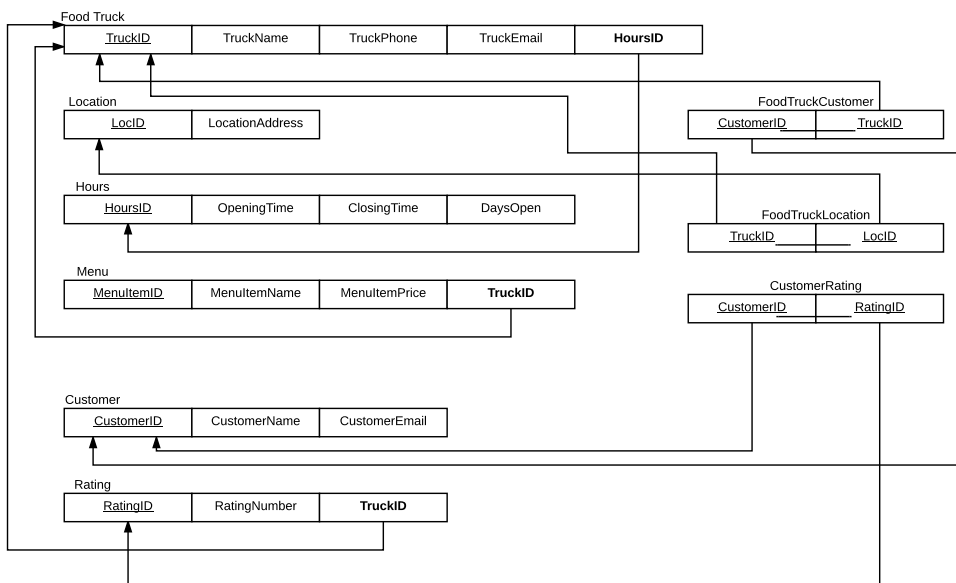 Food Truck
TruckID TruckName TruckPhone TruckEmail HoursID
Location
LocID LocationAddress
FoodTruckCustomer
CustomerID TruckID
Hours
HoursID OpeningTime ClosingTime DaysOpen
FoodTruckLocation
TruckID LocID
Menu
MenuItemID MenuItemName MenuItemPrice TruckID
CustomerRating
CustomerID RatingID
Customer
CustomerID CustomerName CustomerEmail
Rating
RatingID RatingNumber TruckID